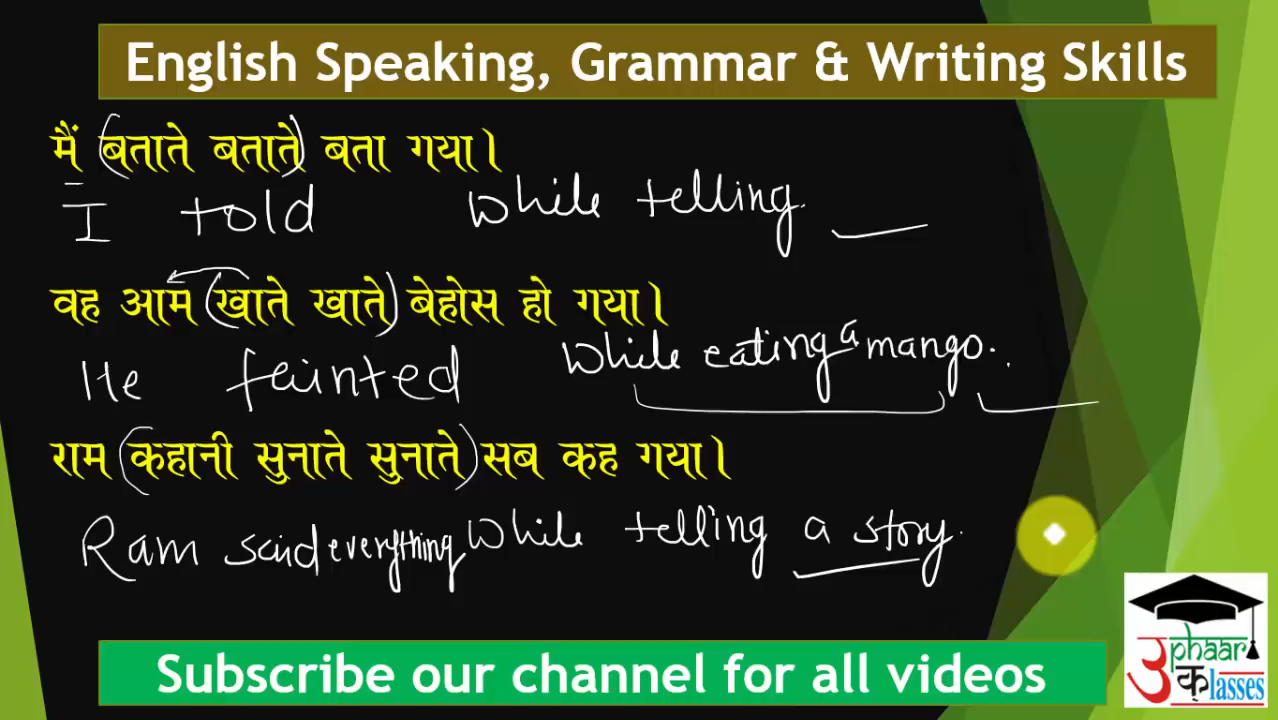 English Speaking, Grammar & Writing Skills
मैं (बताते बताते) बता गया।
I told While telling.
वह आम (खाते खाते) बेहोस हो गया।
He feinted While eating a mango.
राम (कहानी सुनाते सुनाते) सब कह गया।
Ram said everything While telling a story.
Subscribe our channel for all videos
उphaar
क्lasses